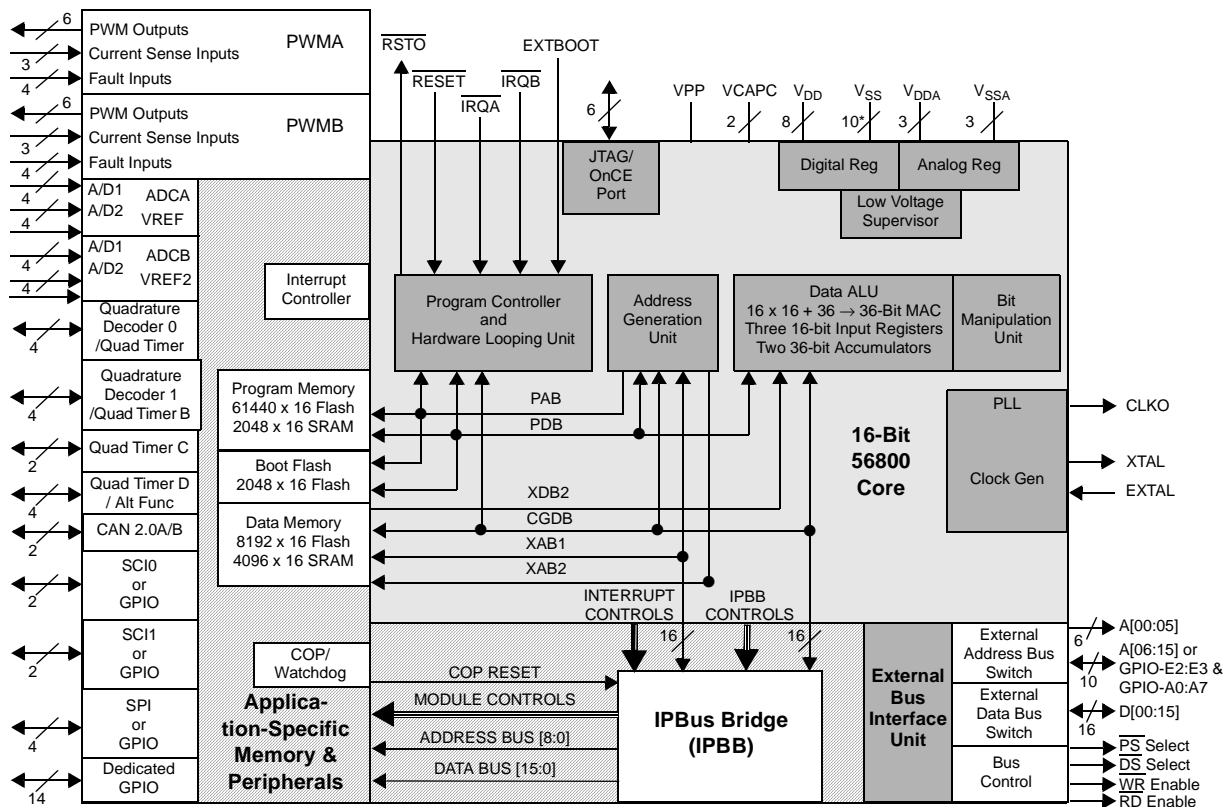 6
PWM Outputs
PWMA
Current Sense Inputs
3
Fault Inputs
4
6
PWM Outputs
PWMB
Current Sense Inputs
3
Fault Inputs
4
A/D1
ADCA
4
A/D2
VREF
4
A/D1
ADCB
4
A/D2
VREF2
4
Quadrature
Decoder 0
/Quad Timer
4
Quadrature
Decoder 1
/Quad Timer B
4
Quad Timer C
2
Quad Timer D
/ Alt Func
4
CAN 2.0A/B
2
SCI0
or
GPIO
2
SCI1
or
GPIO
2
SPI
or
GPIO
4
Dedicated
GPIO
14
Interrupt
Controller
Program Memory
61440 x 16 Flash
2048 x 16 SRAM
Boot Flash
2048 x 16 Flash
Data Memory
8192 x 16 Flash
4096 x 16 SRAM
COP/
Watchdog
Applica-
tion-Specific
Memory &
Peripherals
RSTO
RESET
IRQA
IRQB
EXTBOOT
6
JTAG/
OnCE
Port
VPP
VCAPC
2
VDD
8
VSS
10*
VDDA
3
VSSA
3
Digital Reg
Analog Reg
Low Voltage
Supervisor
Program Controller
and
Hardware Looping Unit
Address
Generation
Unit
Data ALU
16 x 16 + 36 → 36-Bit MAC
Three 16-bit Input Registers
Two 36-bit Accumulators
Bit
Manipulation
Unit
PAB
PDB
XDB2
CGDB
XAB1
XAB2
16-Bit
56800
Core
PLL
Clock Gen
CLKO
XTAL
EXTAL
INTERRUPT
CONTROLS
16
IPBB
CONTROLS
16
COP RESET
MODULE CONTROLS
ADDRESS BUS [8:0]
DATA BUS [15:0]
IPBus Bridge
(IPBB)
External
Bus
Interface
Unit
External
Address Bus
Switch
External
Data Bus
Switch
Bus
Control
A[00:05]
6
A[06:15] or
GPIO-E2:E3 &
GPIO-A0:A7
10
D[00:15]
16
PS Select
DS Select
WR Enable
RD Enable